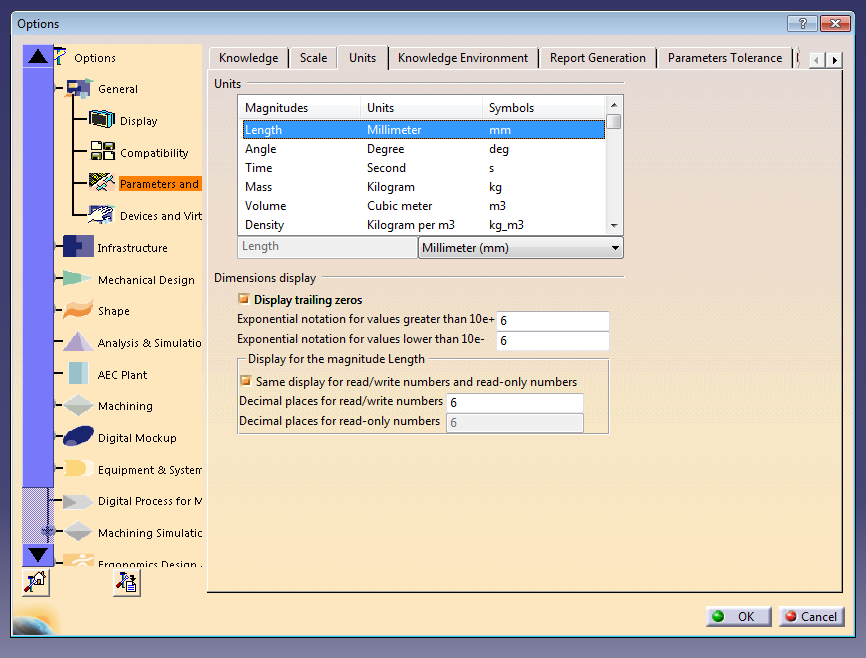 Options
Options
General
Display
Compatibility
Parameters and
Devices and Virt
Infrastructure
Mechanical Design
Shape
Analysis & Simulatio
AEC Plant
Machining
Digital Mockup
Equipment & System
Digital Process for M
Machining Simulatic
Ergonomics Design
Knowledge Scale Units Knowledge Environment Report Generation Parameters Tolerance
Units
Magnitudes Units Symbols
Length Millimeter mm
Angle Degree deg
Time Second s
Mass Kilogram kg
Volume Cubic meter m3
Density Kilogram per m3 kg_m3
Length Millimeter (mm)
Dimensions display
Display trailing zeros
Exponential notation for values greater than 10e+ 6
Exponential notation for values lower than 10e- 6
Display for the magnitude Length
Same display for read/write numbers and read-only numbers
Decimal places for read/write numbers 6
Decimal places for read-only numbers 6
OK Cancel